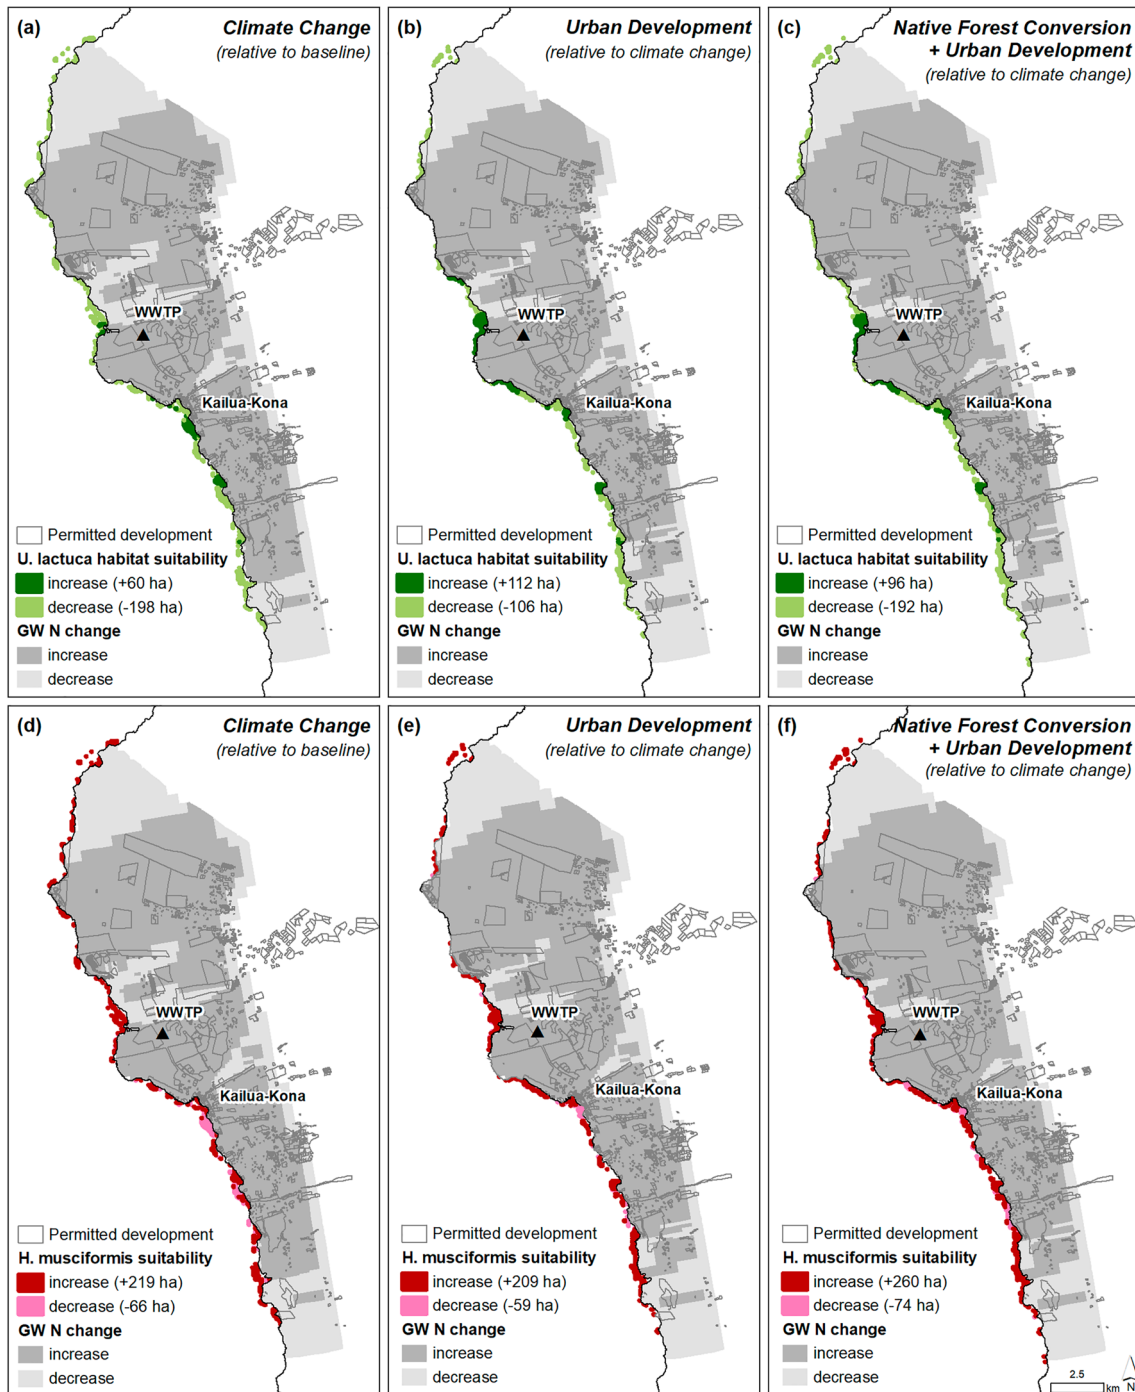 (a) Climate Change
(relative to baseline)
WWTP
Kailua-Kona
Permitted development
U. lactuca habitat suitability
increase (+60 ha)
decrease (-198 ha)
GW N change
increase
decrease
(b) Urban Development
(relative to climate change)
WWTP
Kailua-Kona
Permitted development
U. lactuca habitat suitability
increase (+112 ha)
decrease (-106 ha)
GW N change
increase
decrease
(c) Native Forest Conversion
+ Urban Development
(relative to climate change)
WWTP
Kailua-Kona
Permitted development
U. lactuca habitat suitability
increase (+96 ha)
decrease (-192 ha)
GW N change
increase
decrease
(d) Climate Change
(relative to baseline)
WWTP
Kailua-Kona
Permitted development
H. musciformis suitability
increase (+219 ha)
decrease (-66 ha)
GW N change
increase
decrease
(e) Urban Development
(relative to climate change)
WWTP
Kailua-Kona
Permitted development
H. musciformis suitability
increase (+209 ha)
decrease (-59 ha)
GW N change
increase
decrease
(f) Native Forest Conversion
+ Urban Development
(relative to climate change)
WWTP
Kailua-Kona
Permitted development
H. musciformis suitability
increase (+260 ha)
decrease (-74 ha)
GW N change
increase
decrease
2.5
km
N